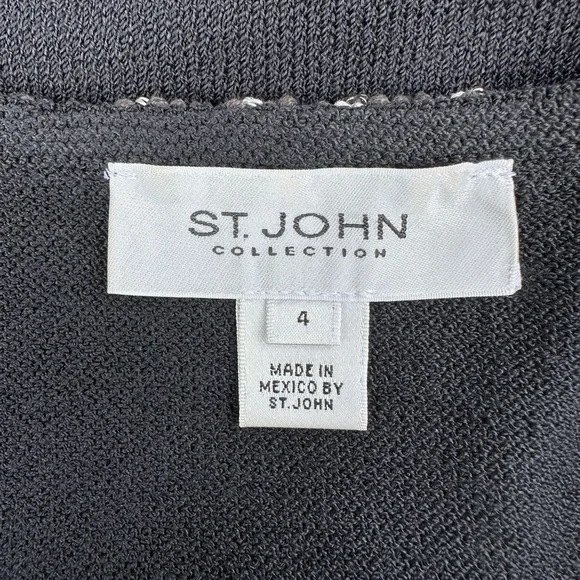 ST. JOHN
COLLECTION
4
MADE IN
MEXICO BY
ST. JOHN